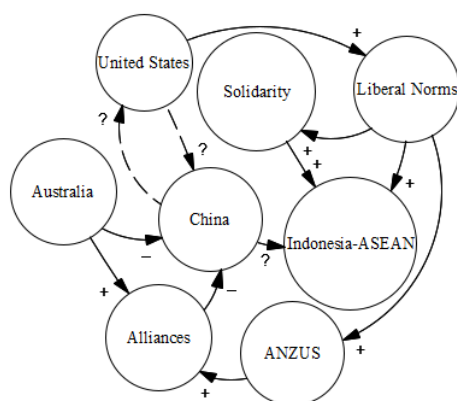 +
United States
Solidarity
Liberal Norms
?
?
+
+
+
Australia
China
Indonesia-ASEAN
−
?
+
−
Alliances
ANZUS
+
+